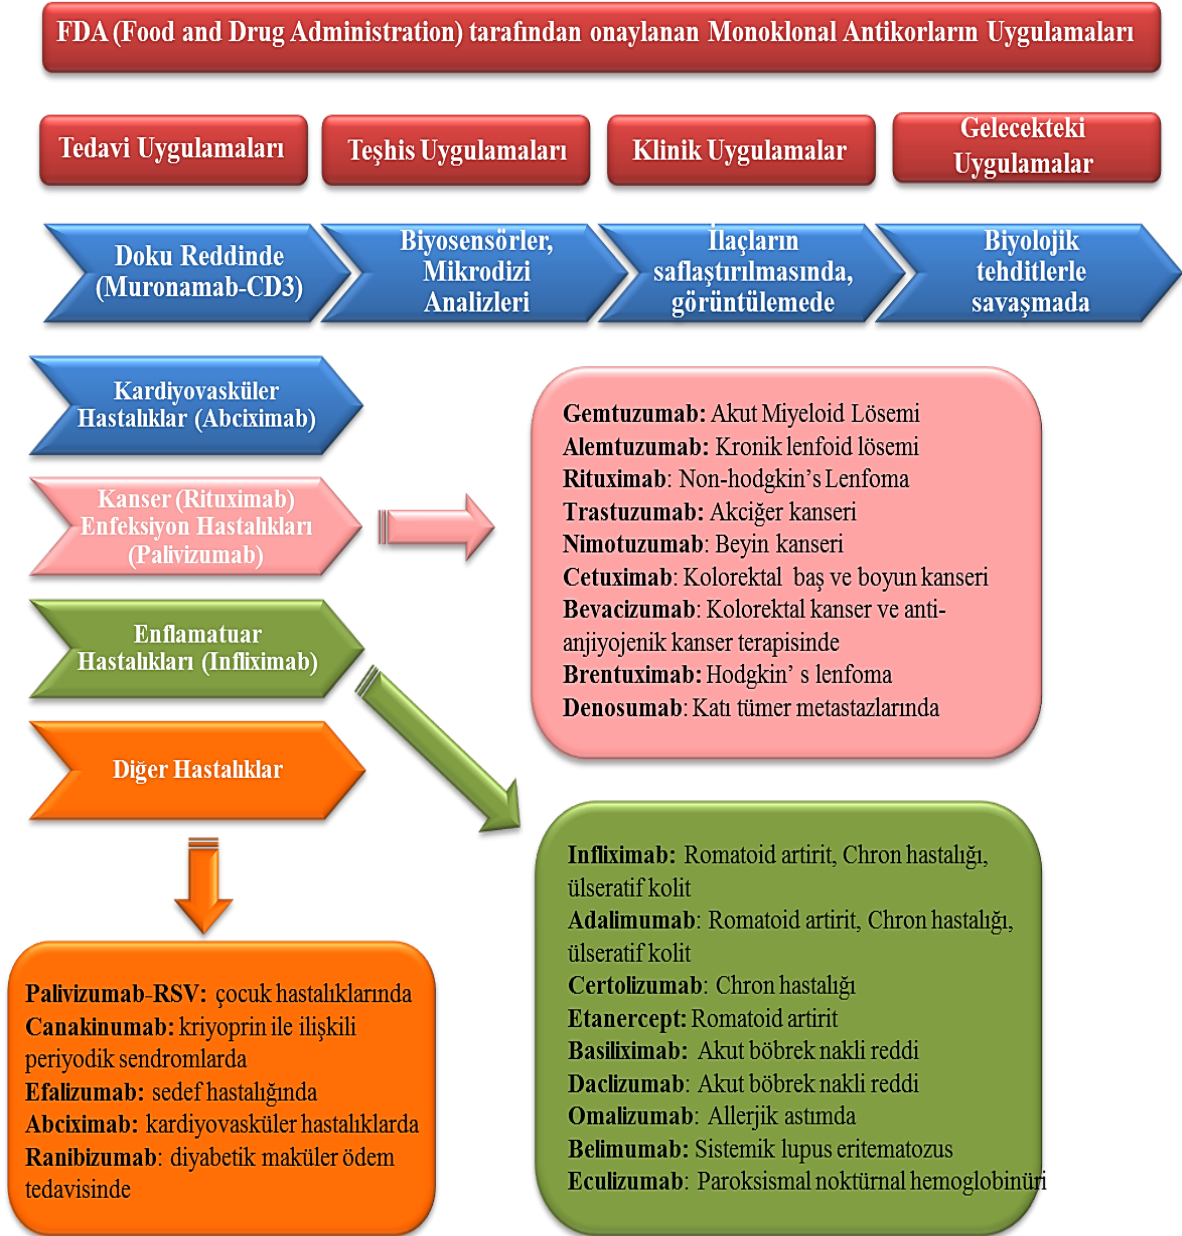 FDA (Food and Drug Administration) tarafından onaylanan Monoklonal Antikorların Uygulamaları
Tedavi Uygulamaları
Teşhis Uygulamaları
Klinik Uygulamalar
Gelecekteki
Uygulamalar
Doku Reddinde
(Muronamab-CD3)
Biyosensörler,
Mikrodizi
Analizleri
İlaçların
saflaştırılmasında,
görüntülemede
Biyolojik
tehditlerle
savaşmada
Kardiyovasküler
Hastalıklar (Abciximab)
Kanser (Rituximab)
Enfeksiyon Hastalıkları
(Palivizumab)
Enflamatuar
Hastalıkları (Infliximab)
Diğer Hastalıklar
Gemtuzumab: Akut Miyeloid Lösemi
Alemtuzumab: Kronik lenfoid lösemi
Rituximab: Non-hodgkin’s Lenfoma
Trastuzumab: Akciğer kanseri
Nimotuzumab: Beyin kanseri
Cetuximab: Kolorektal baş ve boyun kanseri
Bevacizumab: Kolorektal kanser ve anti-
anjiyojenik kanser terapisinde
Brentuximab: Hodgkin’ s lenfoma
Denosumab: Katı tümer metastazlarında
Infliximab: Romatoid artirit, Chron hastalığı,
ülseratif kolit
Adalimumab: Romatoid artirit, Chron hastalığı,
ülseratif kolit
Certolizumab: Chron hastalığı
Etanercept: Romatoid artirit
Basiliximab: Akut böbrek nakli reddi
Daclizumab: Akut böbrek nakli reddi
Omalizumab: Allerjik astımda
Belimumab: Sistemik lupus eritematozus
Eculizumab: Paroksismal noktürnal hemoglobinüri
Palivizumab-RSV: çocuk hastalıklarında
Canakinumab: kriyoprin ile ilişkili
periyodik sendromlarda
Efalizumab: sedef hastalığında
Abciximab: kardiyovasküler hastalıklarda
Ranibizumab: diyabetik maküler ödem
tedavisinde